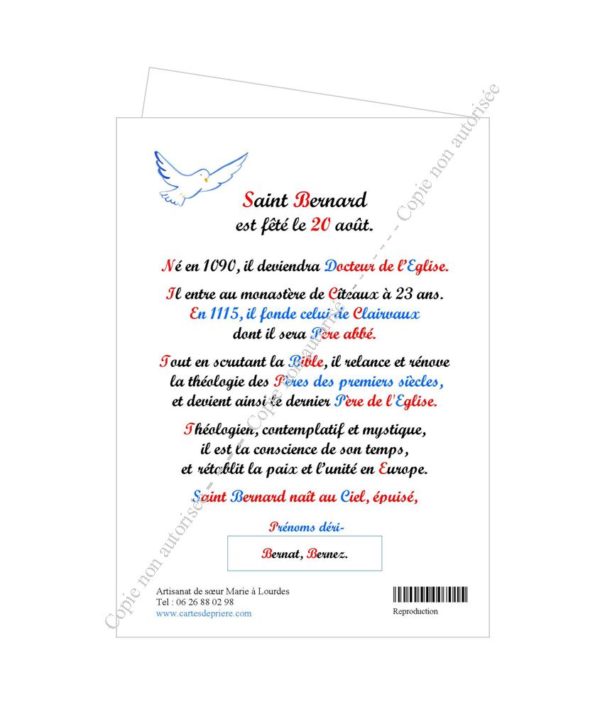 Saint Bernard
est fêté le 20 août.
Né en 1090, il deviendra Docteur de l'Eglise.
Il entre au monastère de Cîteaux à 23 ans.
En 1115, il fonde celui de Clairvaux
dont il sera Père abbé.
Tout en scrutant la Bible, il relance et rénove
la théologie des Pères des premiers siècles,
et devient ainsi le dernier Père de l'Eglise.
Théologien, contemplatif et mystique,
il est la conscience de son temps,
et rétablit la paix et l'unité en Europe.
Saint Bernard naît au Ciel, épuisé,
Prénoms déri-
Bernat, Bernez.
Artisanat de sœur Marie à Lourdes
Tel : 06 26 88 02 98
www.cartesdepriere.com
Reproduction
Copie non autorisée - - - - - Copie non autorisée - - - - - - - Copie non autorisée